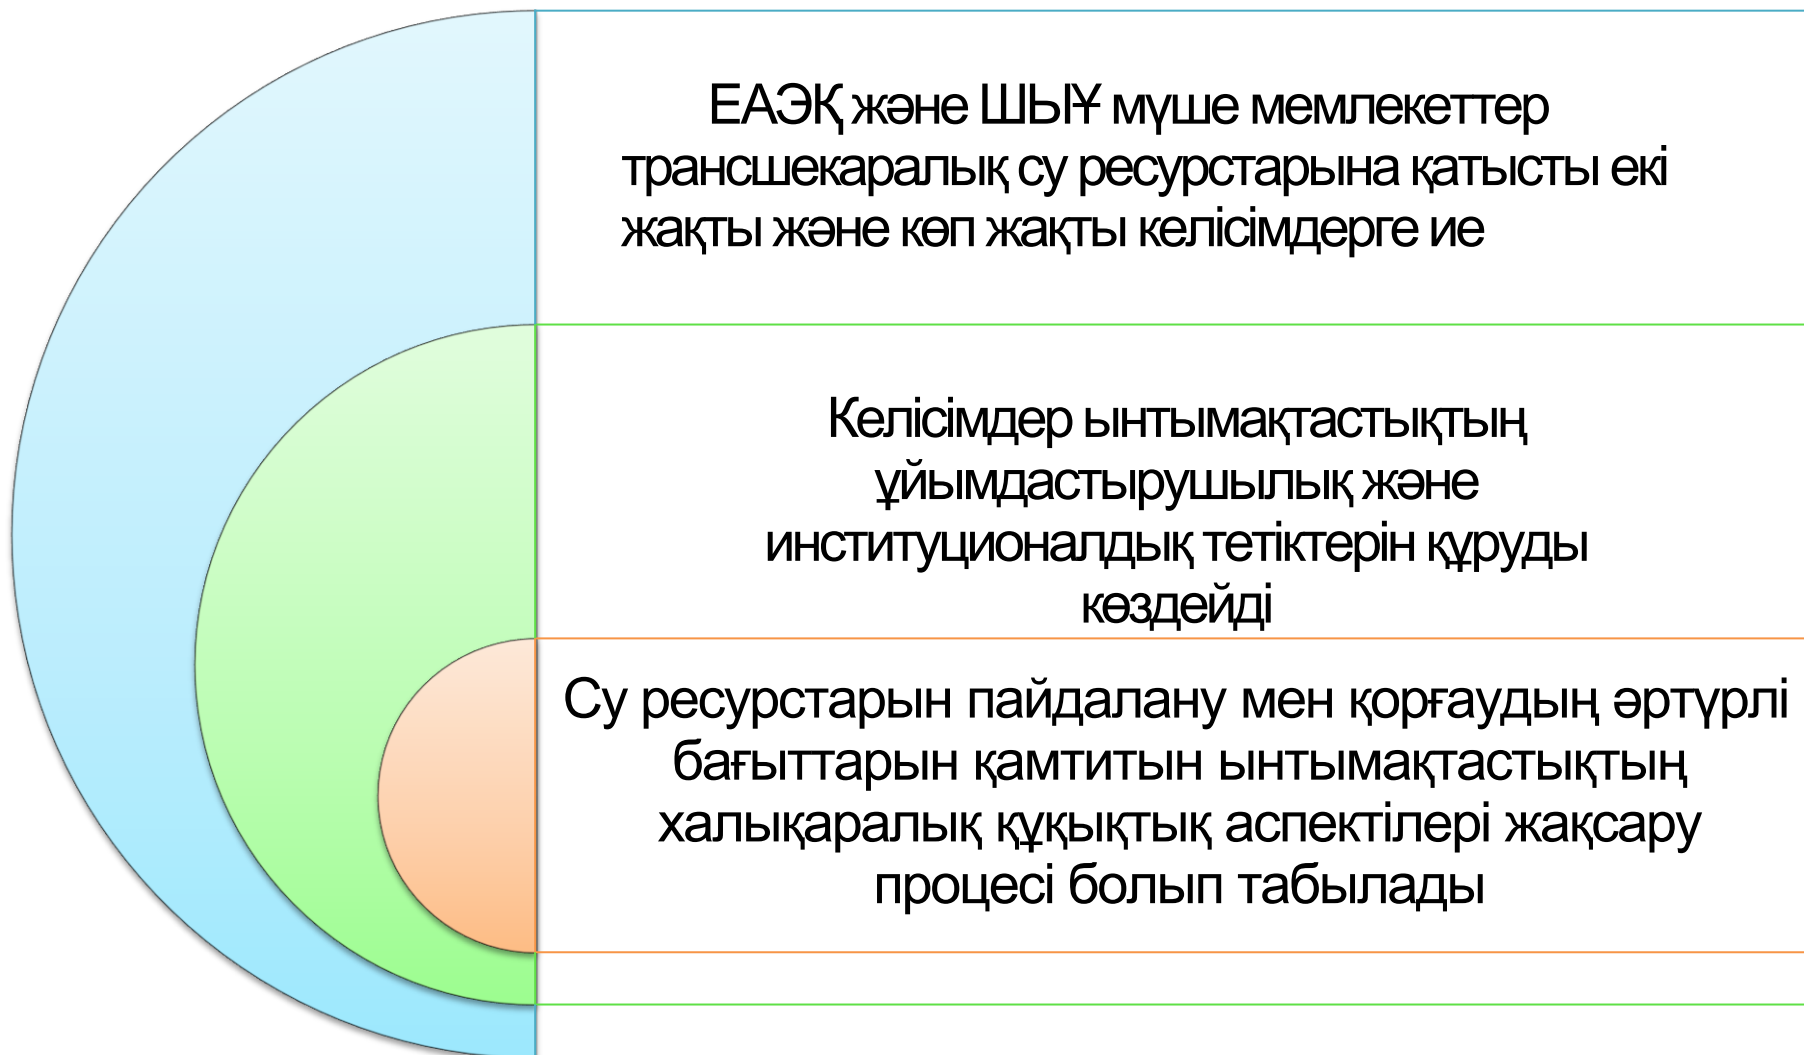 ЕАЭҚ және ШЫҰ мүше мемлекеттер
трансшекаралық су ресурстарына қатысты екі
жақты және көп жақты келісімдерге ие
Келісімдер ынтымақтастықтың
ұйымдастырушылық және
институционалдық тетіктерін құруды
көздейді
Су ресурстарын пайдалану мен қорғаудың әртүрлі
бағыттарын қамтитын ынтымақтастықтың
халықаралық құқықтық аспектілері жақсару
процесі болып табылады